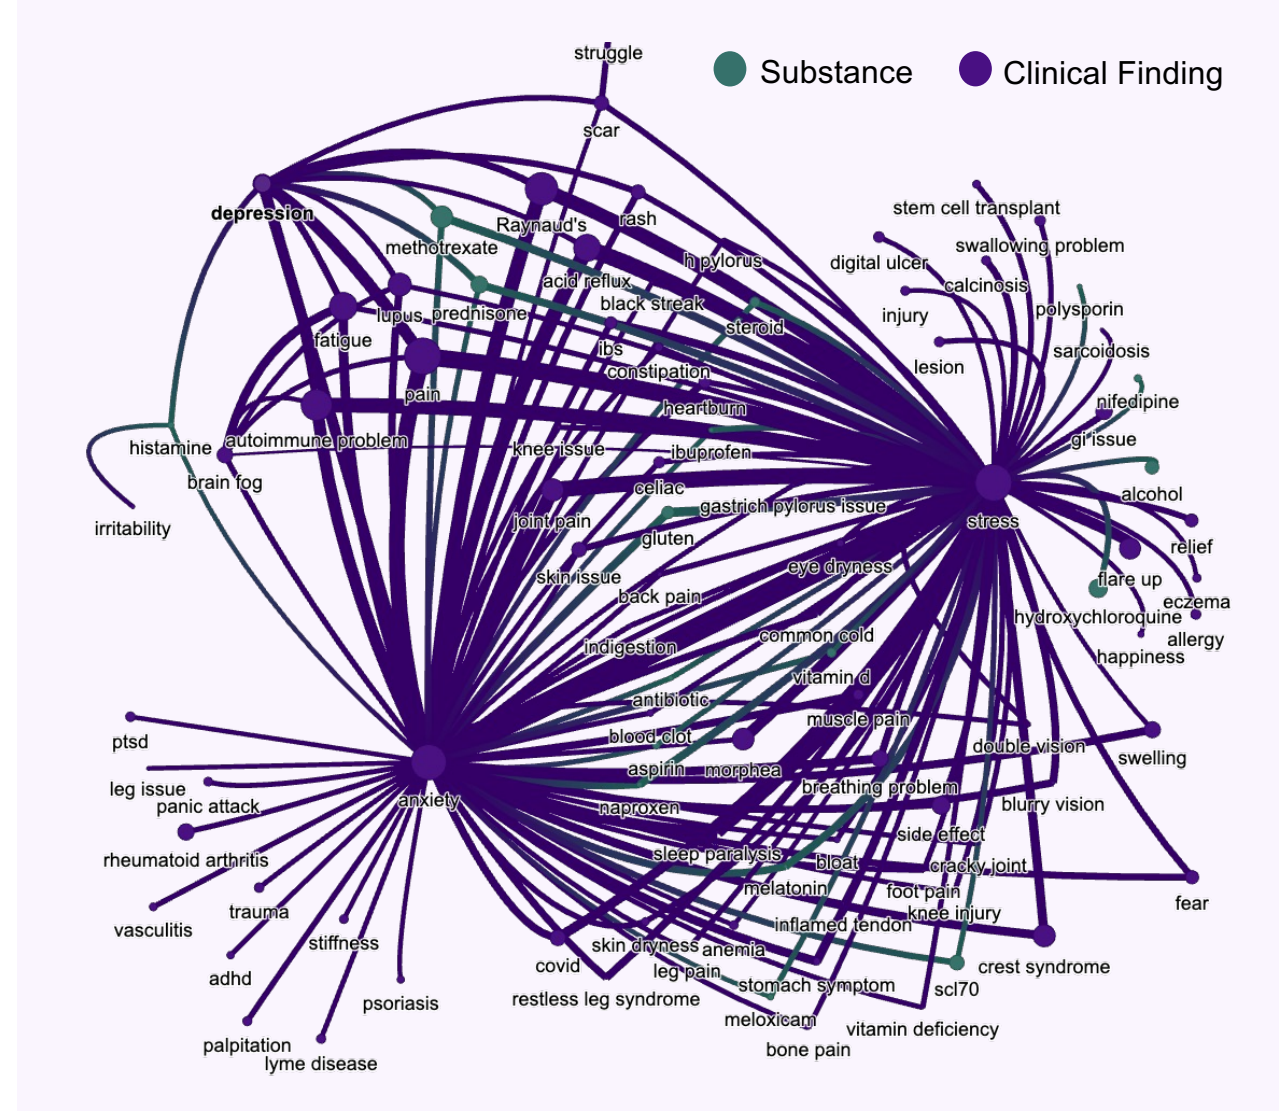 struggle
Substance
Clinical Finding
scar
stem cell transplant
depression
Raynaud's
rash
swallowing problem
methotrexate
h pylorus
digital ulcer
acid reflux
calcinosis
black streak
polysporin
lupus
prednisone
injury
steroid
fatigue
ibs
sarcoidosis
constipation
lesion
pain
heartburn
nifedipine
histamine
autoimmune problem
knee issue
ibuprofen
gi issue
brain fog
celiac
alcohol
irritability
joint pain
gastrich pylorus issue
stress
gluten
relief
skin issue
eye dryness
flare up
back pain
eczema
hydroxychloroquine
indigestion
common cold
allergy
happiness
vitamin d
antibiotic
muscle pain
ptsd
blood clot
double vision
swelling
aspirin
morphea
leg issue
breathing problem
panic attack
anxiety
naproxen
blurry vision
side effect
rheumatoid arthritis
sleep paralysis
bloat
cracky joint
melatonin
foot pain
fear
trauma
knee injury
vasculitis
inflamed tendon
stiffness
skin dryness
anemia
covid
leg pain
crest syndrome
adhd
stomach symptom
scl70
restless leg syndrome
psoriasis
meloxicam
vitamin deficiency
palpitation
bone pain
lyme disease